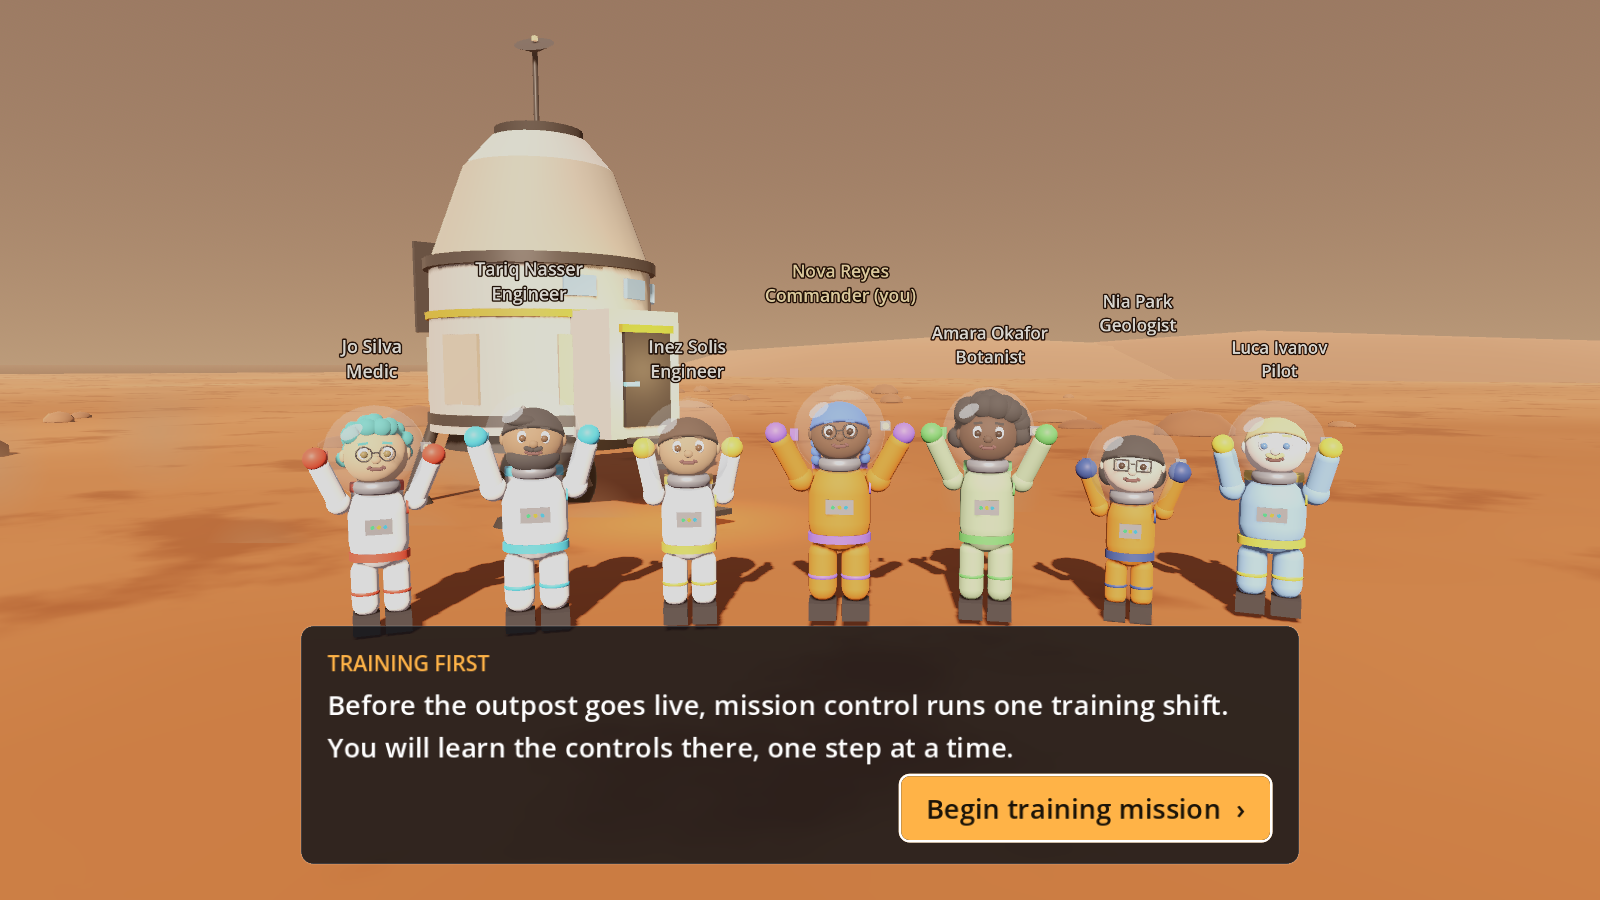 Tariq Nasser
Engineer
Nova Reyes
Commander (you)
Nia Park
Geologist
Jo Silva
Medic
Inez Solis
Engineer
Amara Okafor
Botanist
Luca Ivanov
Pilot
TRAINING FIRST
Before the outpost goes live, mission control runs one training shift.
You will learn the controls there, one step at a time.
Begin training mission ›